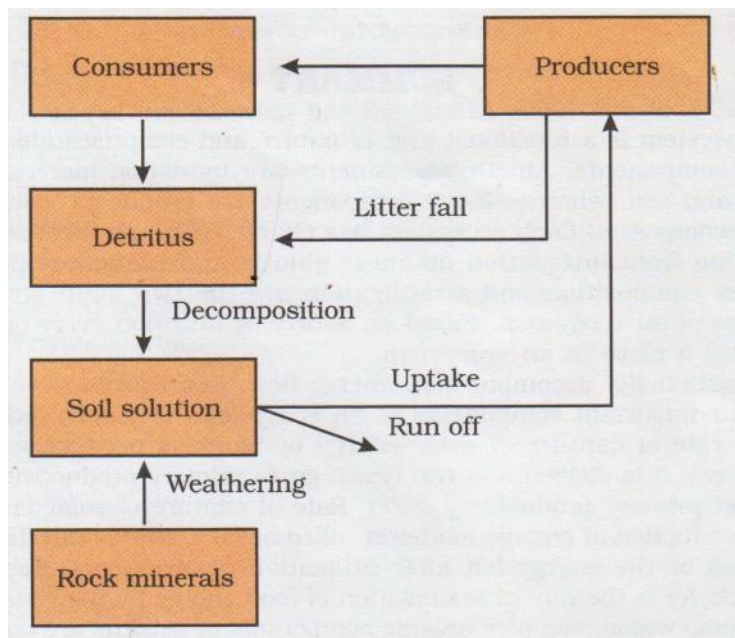 Consumers
Producers
Litter fall
Detritus
Decomposition
Uptake
Soil solution
Run off
Weathering
Rock minerals